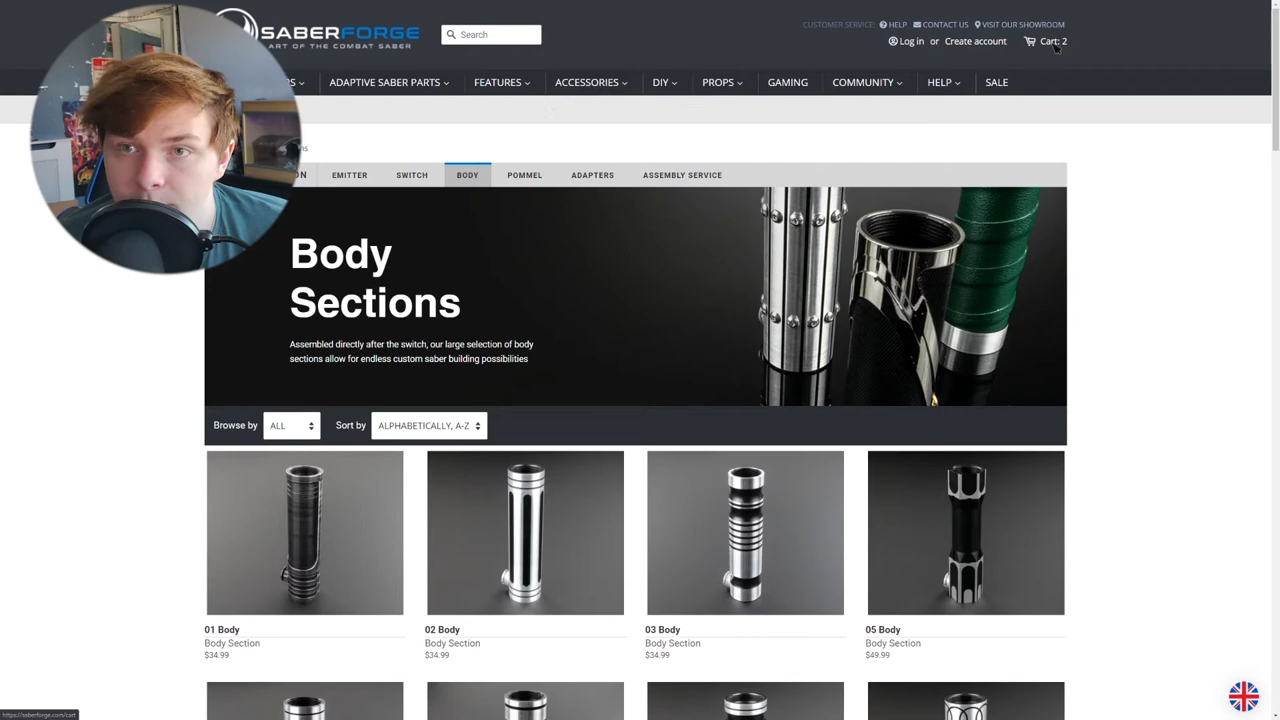 SABERFORGE
ART OF THE COMBAT SABER
Search
CUSTOMER SERVICE: HELP CONTACT US VISIT OUR SHOWROOM
Log in or Create account Cart: 2
ADAPTIVE SABER PARTS FEATURES ACCESSORIES DIY PROPS GAMING COMMUNITY HELP SALE
EMITTER SWITCH BODY POMMEL ADAPTERS ASSEMBLY SERVICE
Body
Sections
Assembled directly after the switch, our large selection of body
sections allow for endless custom saber building possibilities
Browse by ALL Sort by ALPHABETICALLY, A-Z
01 Body
Body Section
$34.99
02 Body
Body Section
$34.99
03 Body
Body Section
$34.99
05 Body
Body Section
$49.99
https://saberforge.com/cart